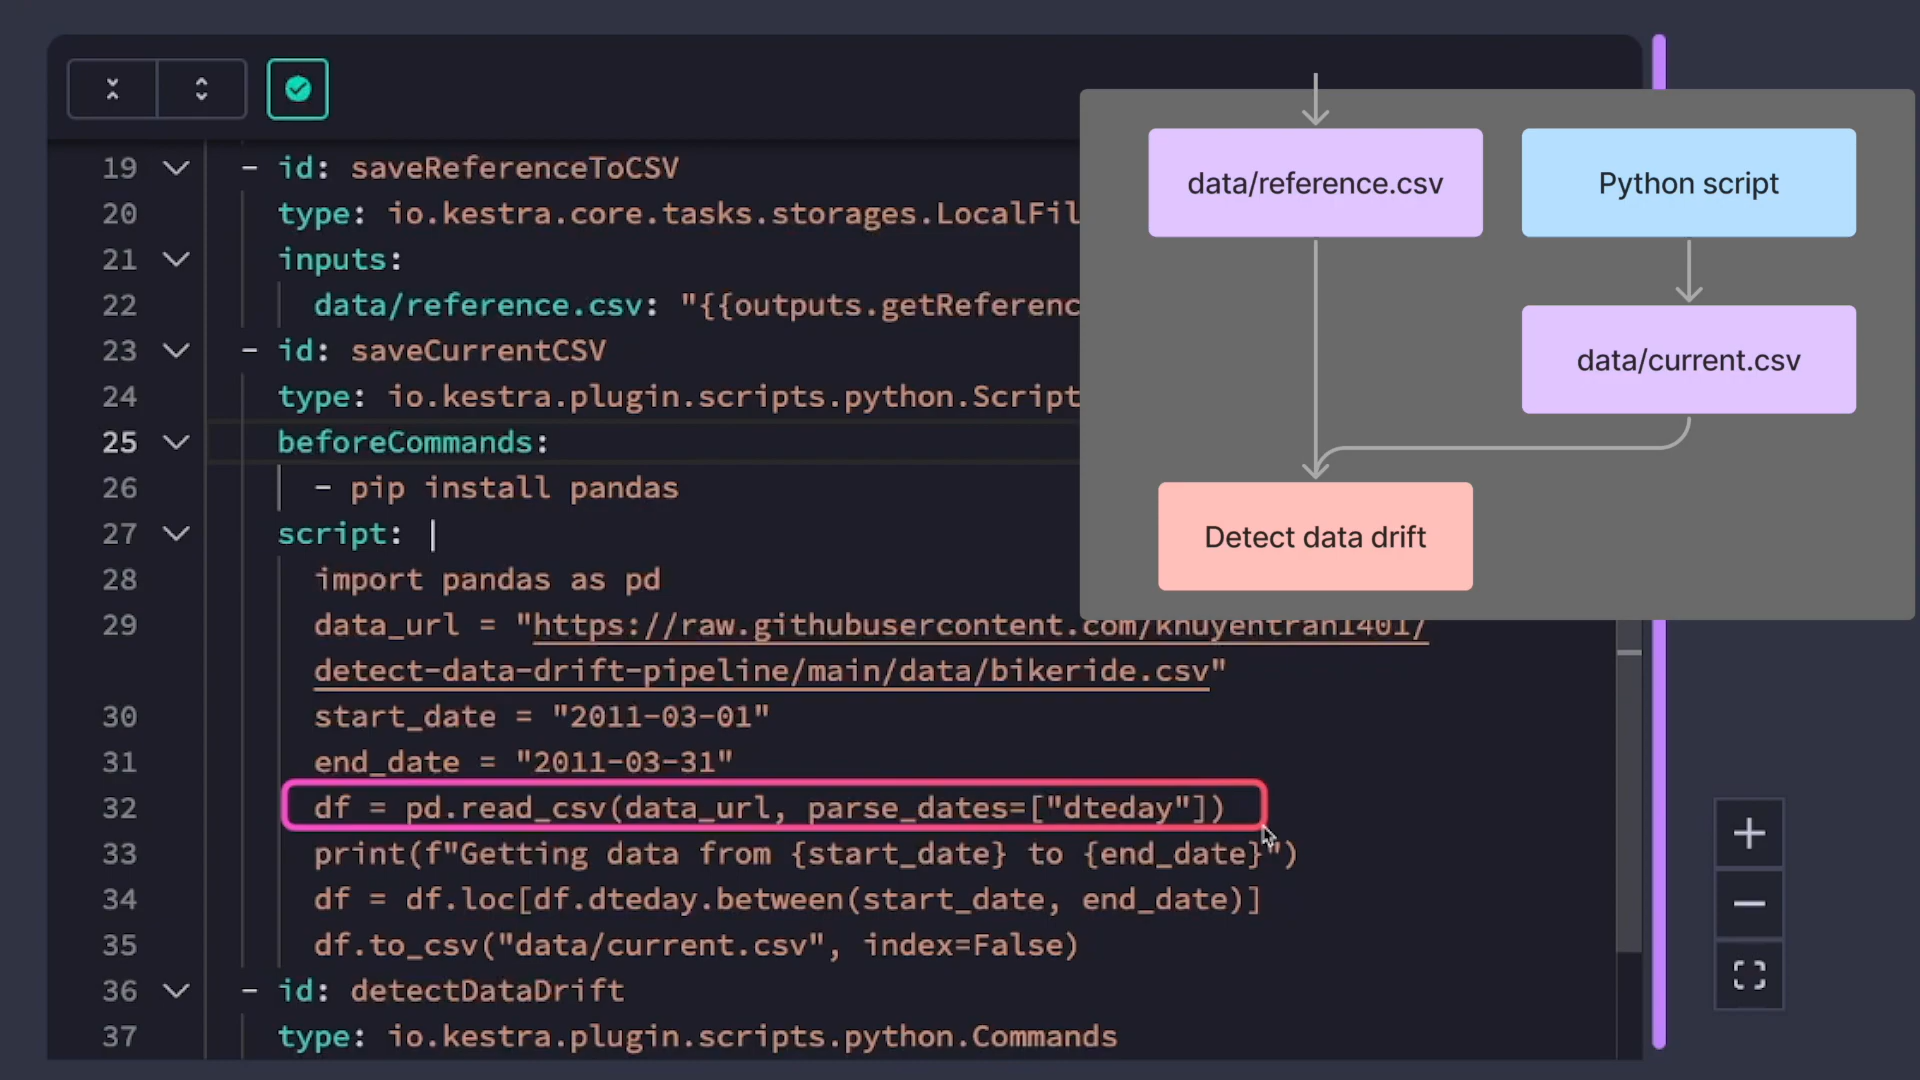 19 - id: saveReferenceToCSV
20 type: io.kestra.core.tasks.storages.LocalFil
21 inputs:
22 data/reference.csv: "{{outputs.getReferenc
23 - id: saveCurrentCSV
24 type: io.kestra.plugin.scripts.python.Script
25 beforeCommands:
26 - pip install pandas
27 script: |
28 import pandas as pd
29 data_url = "https://raw.githubusercontent.com/khuyentran1401/
detect-data-drift-pipeline/main/data/bikeride.csv"
30 start_date = "2011-03-01"
31 end_date = "2011-03-31"
32 df = pd.read_csv(data_url, parse_dates=["dteday"])
33 print(f"Getting data from {start_date} to {end_date}")
34 df = df.loc[df.dteday.between(start_date, end_date)]
35 df.to_csv("data/current.csv", index=False)
36 - id: detectDataDrift
37 type: io.kestra.plugin.scripts.python.Commands
data/reference.csv
Python script
data/current.csv
Detect data drift